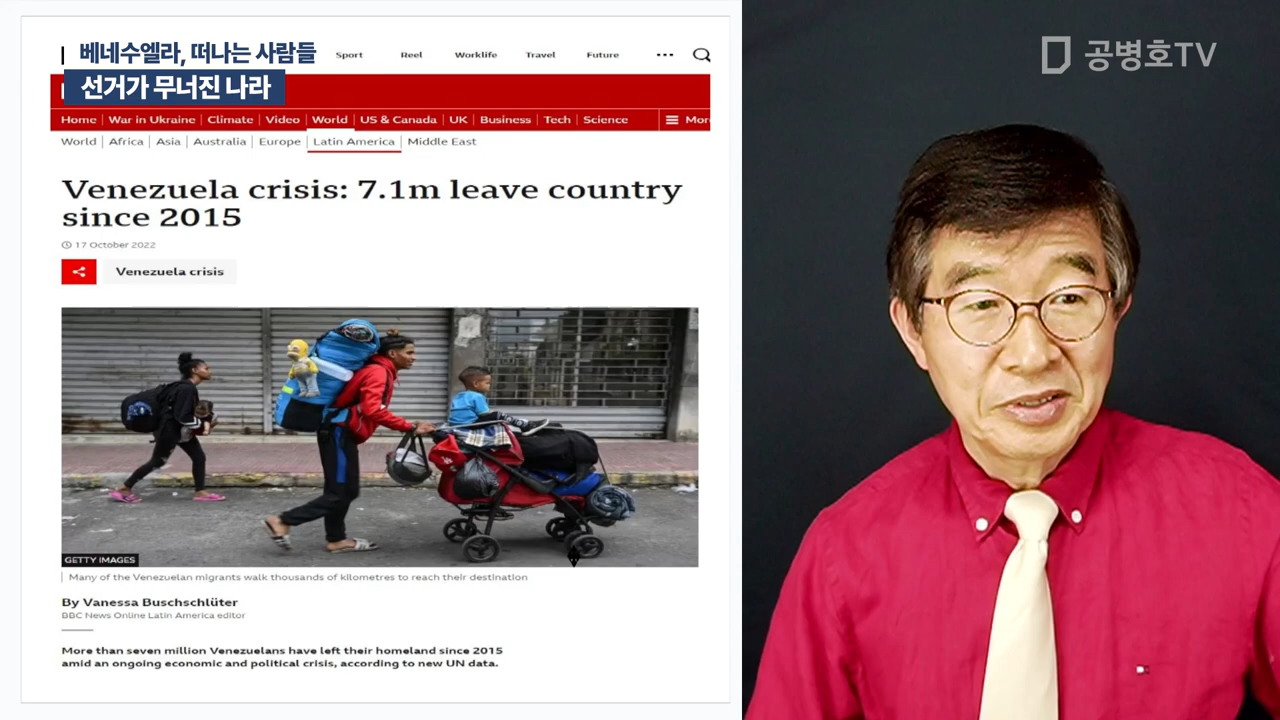 베네수엘라, 떠나는 사람들
선거가 무너진 나라
Sport Reel Worklife Travel Future
Home War in Ukraine Climate Video World US & Canada UK Business Tech Science
World Africa Asia Australia Europe Latin America Middle East
Venezuela crisis: 7.1m leave country
since 2015
17 October 2022
Venezuela crisis
GETTY IMAGES
Many of the Venezuelan migrants walk thousands of kilometres to reach their destination
By Vanessa Buschschlüter
BBC News Online Latin America editor
More than seven million Venezuelans have left their homeland since 2015
amid an ongoing economic and political crisis, according to new UN data.
공병호TV